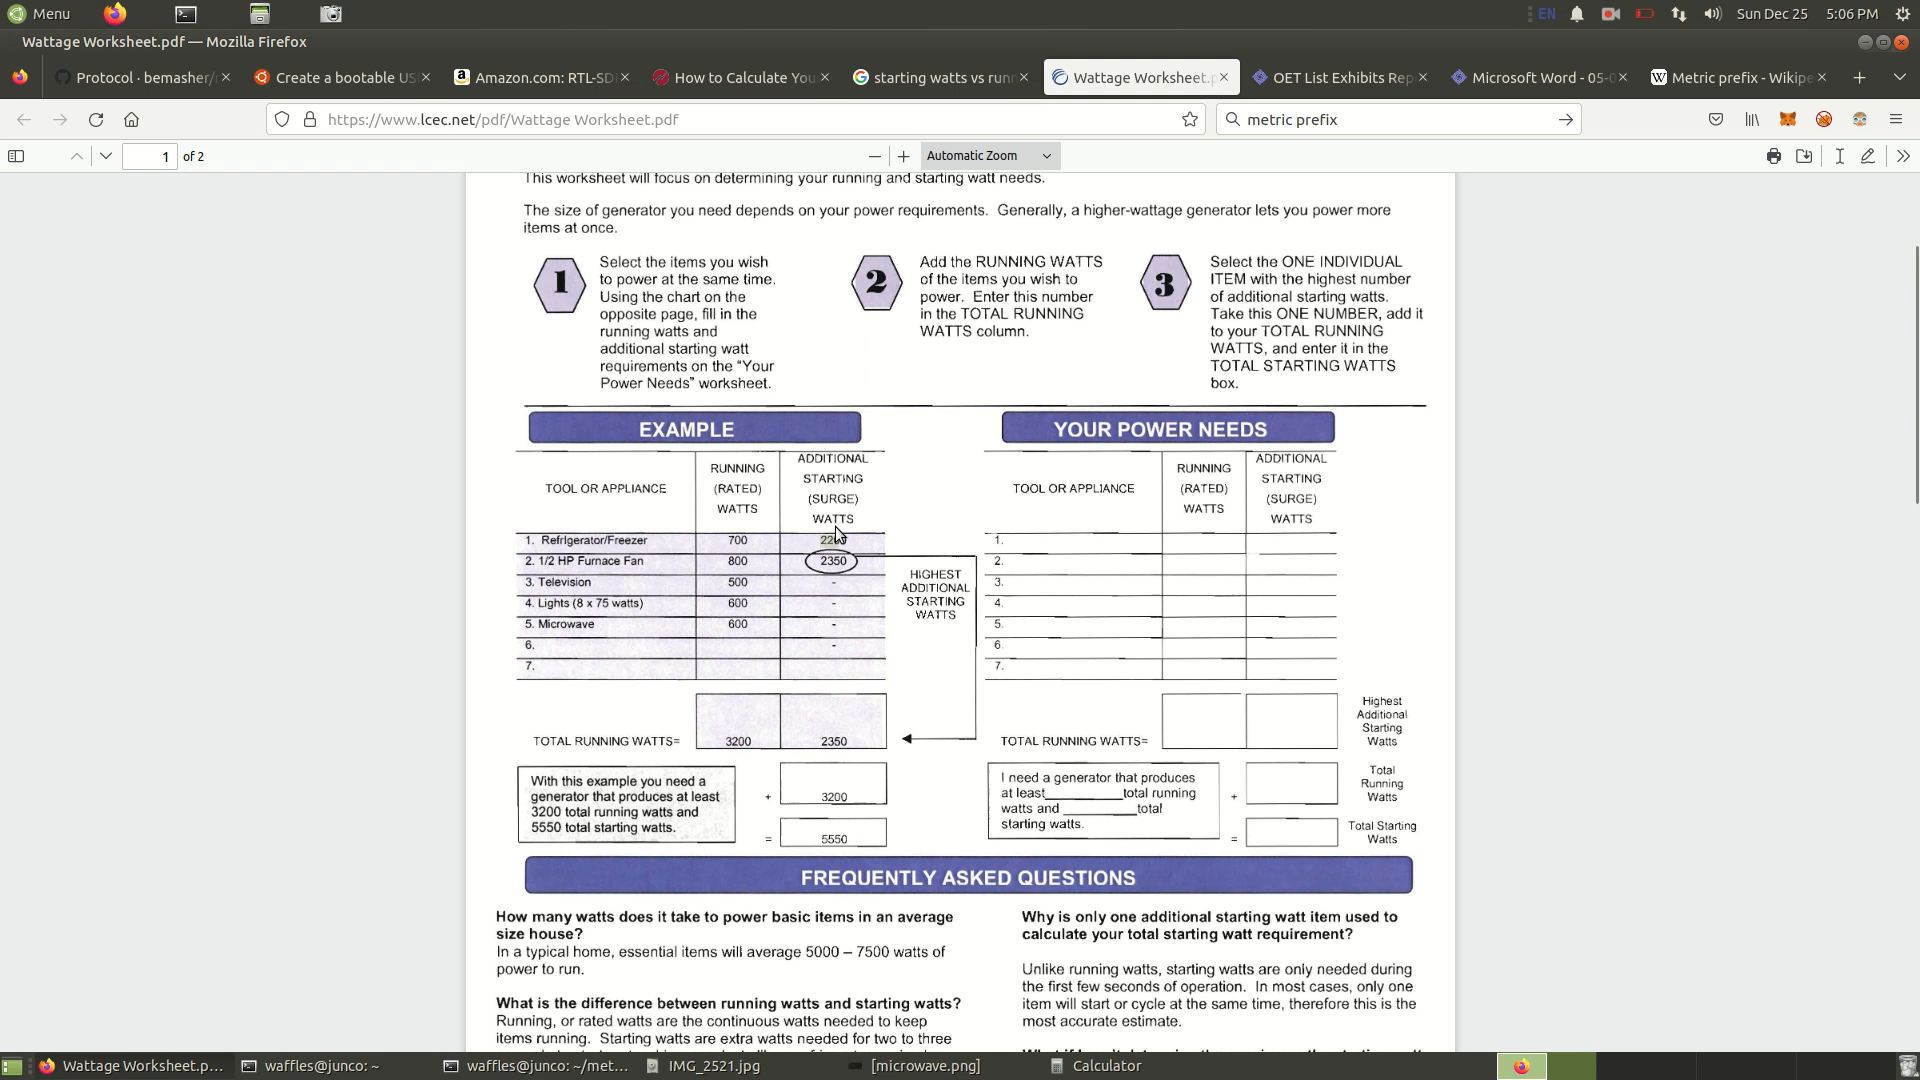 Menu
EN
Sun Dec 25
5:06 PM
Wattage Worksheet.pdf — Mozilla Firefox
Protocol · bemasher/r
Create a bootable US
Amazon.com: RTL-SD
How to Calculate You
starting watts vs runn
Wattage Worksheet.p
OET List Exhibits Rep
Microsoft Word - 05-0
Metric prefix - Wikipe
https://www.lcec.net/pdf/Wattage Worksheet.pdf
metric prefix
1
of 2
Automatic Zoom
This worksheet will focus on determining your running and starting watt needs.
The size of generator you need depends on your power requirements. Generally, a higher-wattage generator lets you power more
items at once.
1
Select the items you wish
to power at the same time.
Using the chart on the
opposite page, fill in the
running watts and
additional starting watt
requirements on the “Your
Power Needs” worksheet.
2
Add the RUNNING WATTS
of the items you wish to
power. Enter this number
in the TOTAL RUNNING
WATTS column.
3
Select the ONE INDIVIDUAL
ITEM with the highest number
of additional starting watts.
Take this ONE NUMBER, add it
to your TOTAL RUNNING
WATTS, and enter it in the
TOTAL STARTING WATTS
box.
EXAMPLE
TOOL OR APPLIANCE
RUNNING
(RATED)
WATTS
ADDITIONAL
STARTING
(SURGE)
WATTS
1. Refrigerator/Freezer 700
2. 1/2 HP Furnace Fan 800 2350
3. Television 500 -
4. Lights (8 x 75 watts) 600 -
5. Microwave 600 -
6. -
7.
HIGHEST
ADDITIONAL
STARTING
WATTS
TOTAL RUNNING WATTS= 3200 2350
With this example you need a
generator that produces at least
3200 total running watts and
5550 total starting watts.
+ 3200
= 5550
YOUR POWER NEEDS
TOOL OR APPLIANCE
RUNNING
(RATED)
WATTS
ADDITIONAL
STARTING
(SURGE)
WATTS
1.
2.
3.
4.
5.
6.
7.
TOTAL RUNNING WATTS=
Highest
Additional
Starting
Watts
I need a generator that produces
at least__________total running
watts and __________total
starting watts.
+
Total
Running
Watts
=
Total Starting
Watts
FREQUENTLY ASKED QUESTIONS
How many watts does it take to power basic items in an average
size house?
In a typical home, essential items will average 5000 – 7500 watts of
power to run.
What is the difference between running watts and starting watts?
Running, or rated watts are the continuous watts needed to keep
items running. Starting watts are extra watts needed for two to three
Why is only one additional starting watt item used to
calculate your total starting watt requirement?
Unlike running watts, starting watts are only needed during
the first few seconds of operation. In most cases, only one
item will start or cycle at the same time, therefore this is the
most accurate estimate.
Wattage Worksheet.p...
waffles@junco: ~
waffles@junco: ~/met...
IMG_2521.jpg
[microwave.png]
Calculator